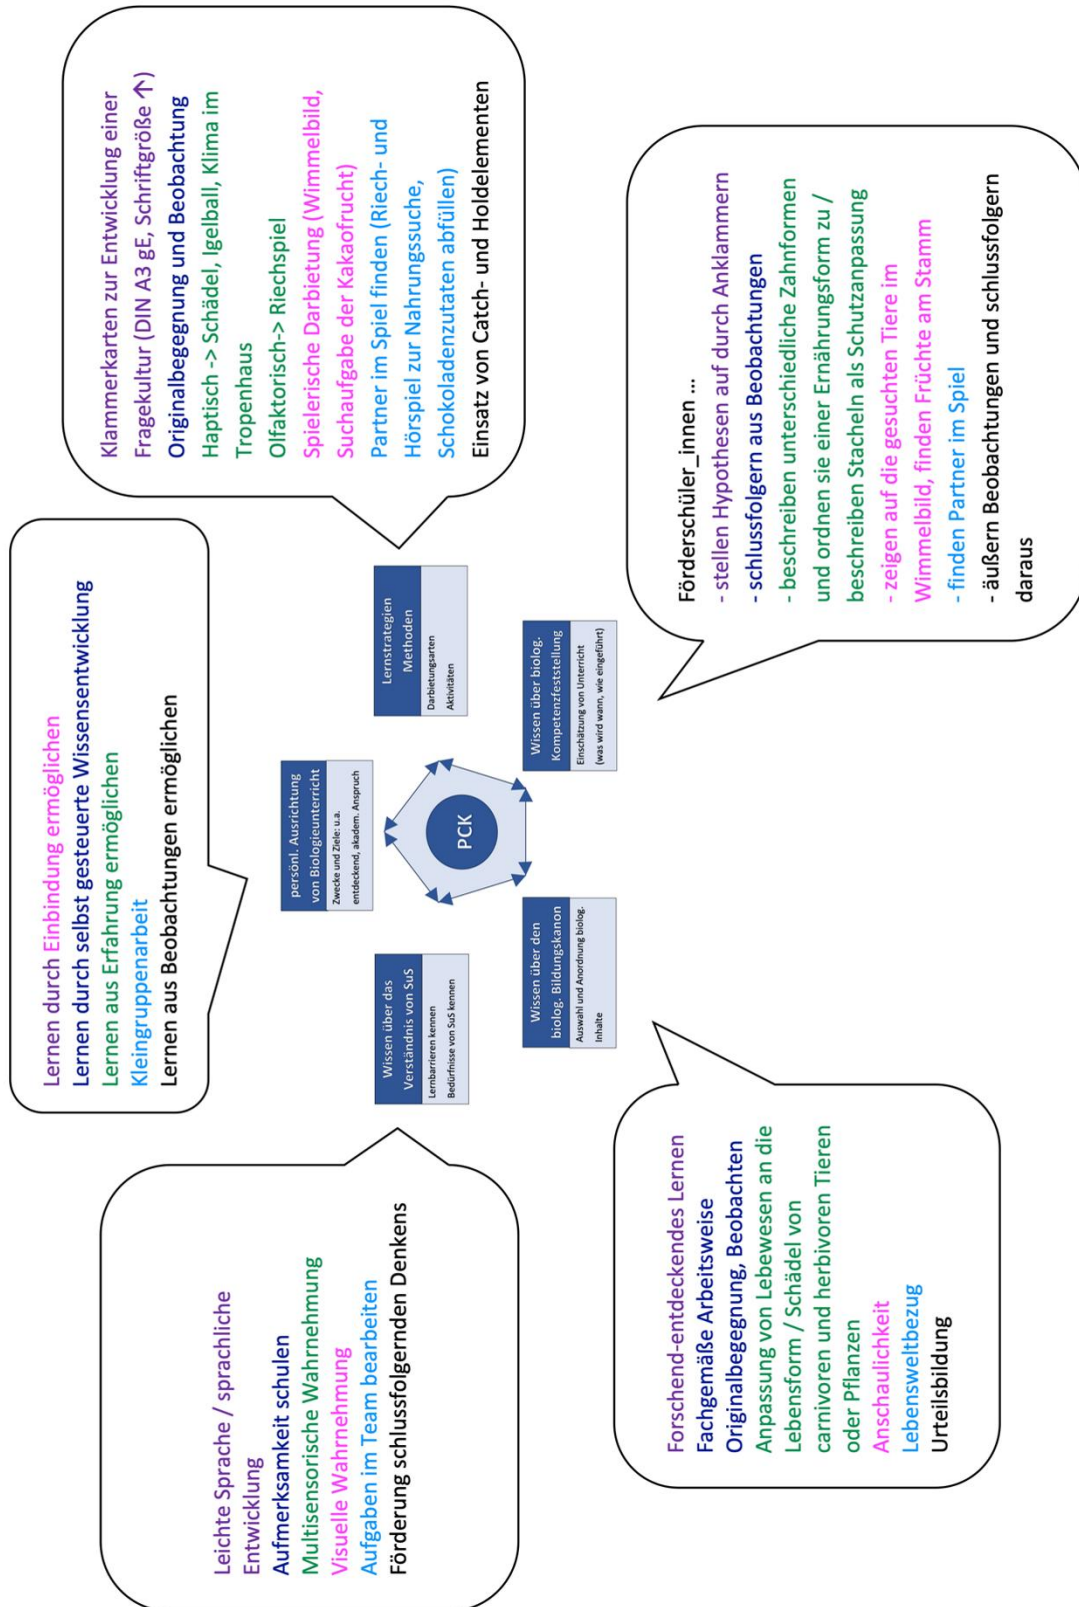 Lernen durch Einbindung ermöglichen
Lernen durch selbst gesteuerte Wissensentwicklung
Lernen aus Erfahrung ermöglichen
Kleingruppenarbeit
Lernen aus Beobachtungen ermöglichen
Leichte Sprache / sprachliche
Entwicklung
Aufmerksamkeit schulen
Multisensorische Wahrnehmung
Visuelle Wahrnehmung
Aufgaben im Team bearbeiten
Förderung schlussfolgernden Denkens
Klammerkarten zur Entwicklung einer
Fragekultur (DIN A3 gE, Schriftgröße ↑)
Originalbegegnung und Beobachtung
Haptisch -> Schädel, Igelball, Klima im
Tropenhaus
Olfaktorisch-> Riechspiel
Spielerische Darbietung (Wimmelbild,
Suchaufgabe der Kakaofrucht)
Partner im Spiel finden (Riech- und
Hörspiel zur Nahrungssuche,
Schokoladenzutaten abfüllen)
Einsatz von Catch- und Holdelementen
persönl. Ausrichtung
von Biologieunterricht
Zwecke und Ziele: u.a.
entdeckend, akadem. Anspruch
Wissen über das
Verständnis von SuS
Lernbarrieren kennen
Bedürfnisse von SuS kennen
Lernstrategien
Methoden
Darbietungsarten
Aktivitäten
PCK
Wissen über den
biolog. Bildungskanon
Auswahl und Anordnung biolog.
Inhalte
Wissen über biolog.
Kompetenzfeststellung
Einschätzung von Unterricht
(was wird wann, wie eingeführt)
Forschend-entdeckendes Lernen
Fachgemäße Arbeitsweise
Originalbegegnung, Beobachten
Anpassung von Lebewesen an die
Lebensform / Schädel von
carnivoren und herbivoren Tieren
oder Pflanzen
Anschaulichkeit
Lebensweltbezug
Urteilsbildung
Förderschüler_innen ...
- stellen Hypothesen auf durch Anklammern
- schlussfolgern aus Beobachtungen
- beschreiben unterschiedliche Zahnformen
und ordnen sie einer Ernährungsform zu /
beschreiben Stacheln als Schutzanpassung
- zeigen auf die gesuchten Tiere im
Wimmelbild, finden Früchte am Stamm
- finden Partner im Spiel
- äußern Beobachtungen und schlussfolgern
daraus